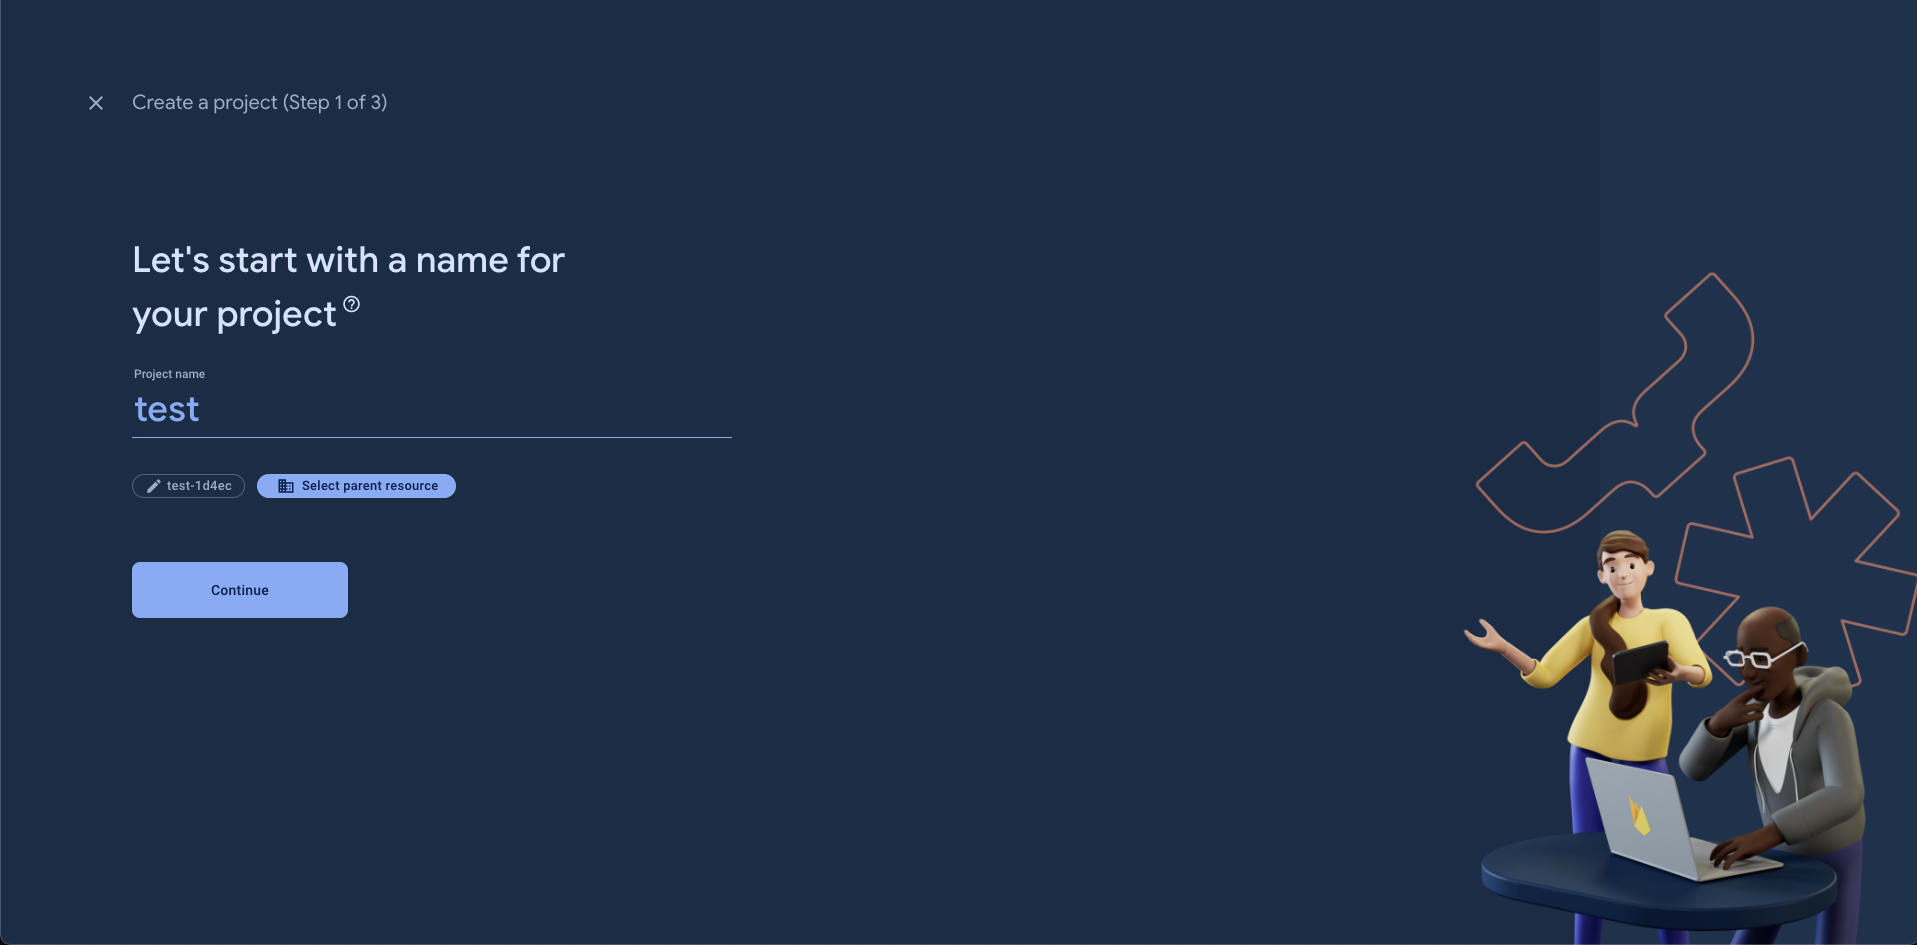 Create a project (Step 1 of 3)
Let's start with a name for
your project
Project name
test
test-1d4ec
Select parent resource
Continue